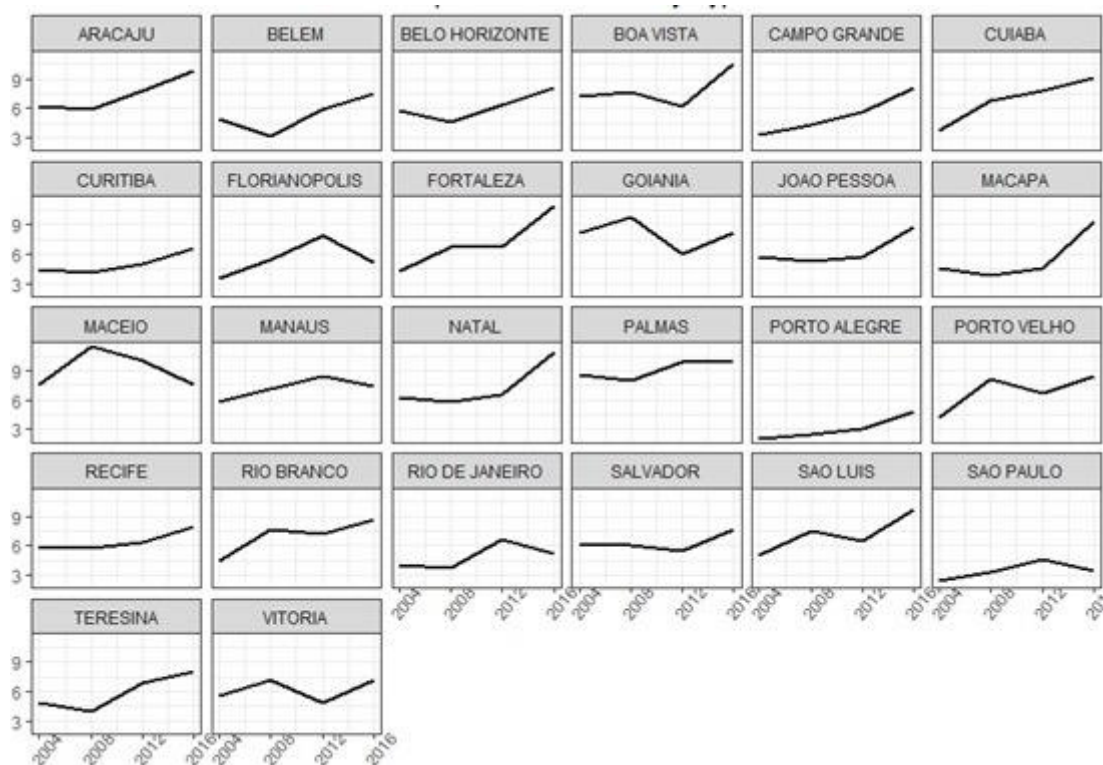 ARACAJU BELEM BELO HORIZONTE BOA VISTA CAMPO GRANDE CUIABA
9
6
3
CURITIBA FLORIANOPOLIS FORTALEZA GOIANIA JOAO PESSOA MACAPA
9
6
3
MACEIO MANAUS NATAL PALMAS PORTO ALEGRE PORTO VELHO
9
6
3
RECIFE RIO BRANCO RIO DE JANEIRO SALVADOR SAO LUIS SAO PAULO
9
6
3
2004 2008 2012 2016 2004 2008 2012 2016 2004 2008 2012 2016 2004 2008 2012
TERESINA VITORIA
9
6
3
2004 2008 2012 2016 2004 2008 2012 2016